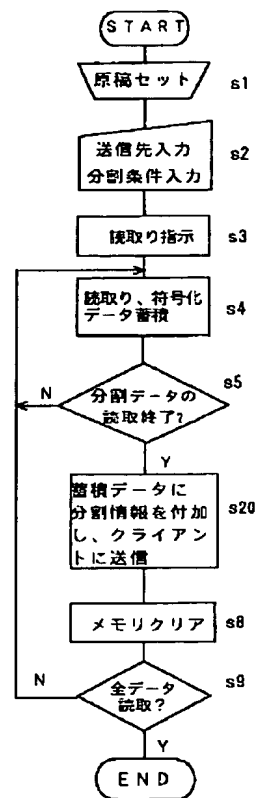 START
原稿セット
s1
送信先入力
分割条件入力
s2
読取り指示
s3
読取り、符号化
データ蓄積
s4
分割データの
読取終了?
s5
N
Y
蓄積データに
分割情報を付加
し、クライアン
トに送信
s20
メモリクリア
s8
全データ
読取?
s9
N
Y
END